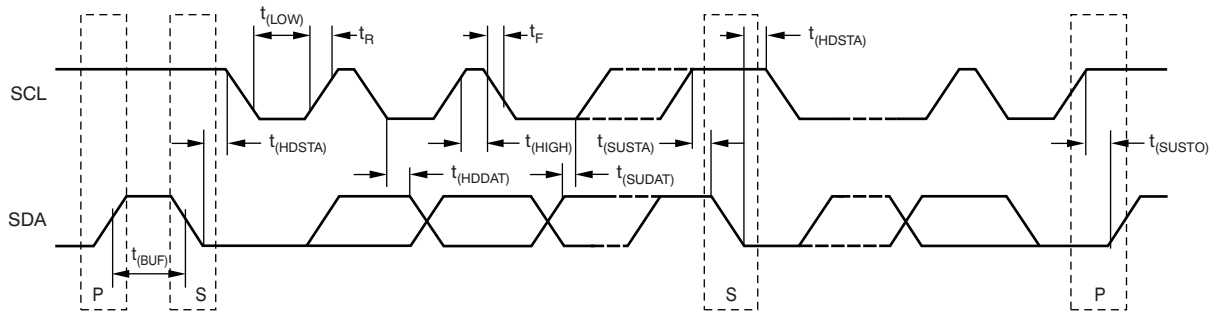 t(LOW)
tR
tF
t(HDSTA)
SCL
t(HDSTA)
t(HIGH)
t(SUSTA)
t(SUSTO)
t(HDDAT)
t(SUDAT)
SDA
t(BUF)
P
S
S
P